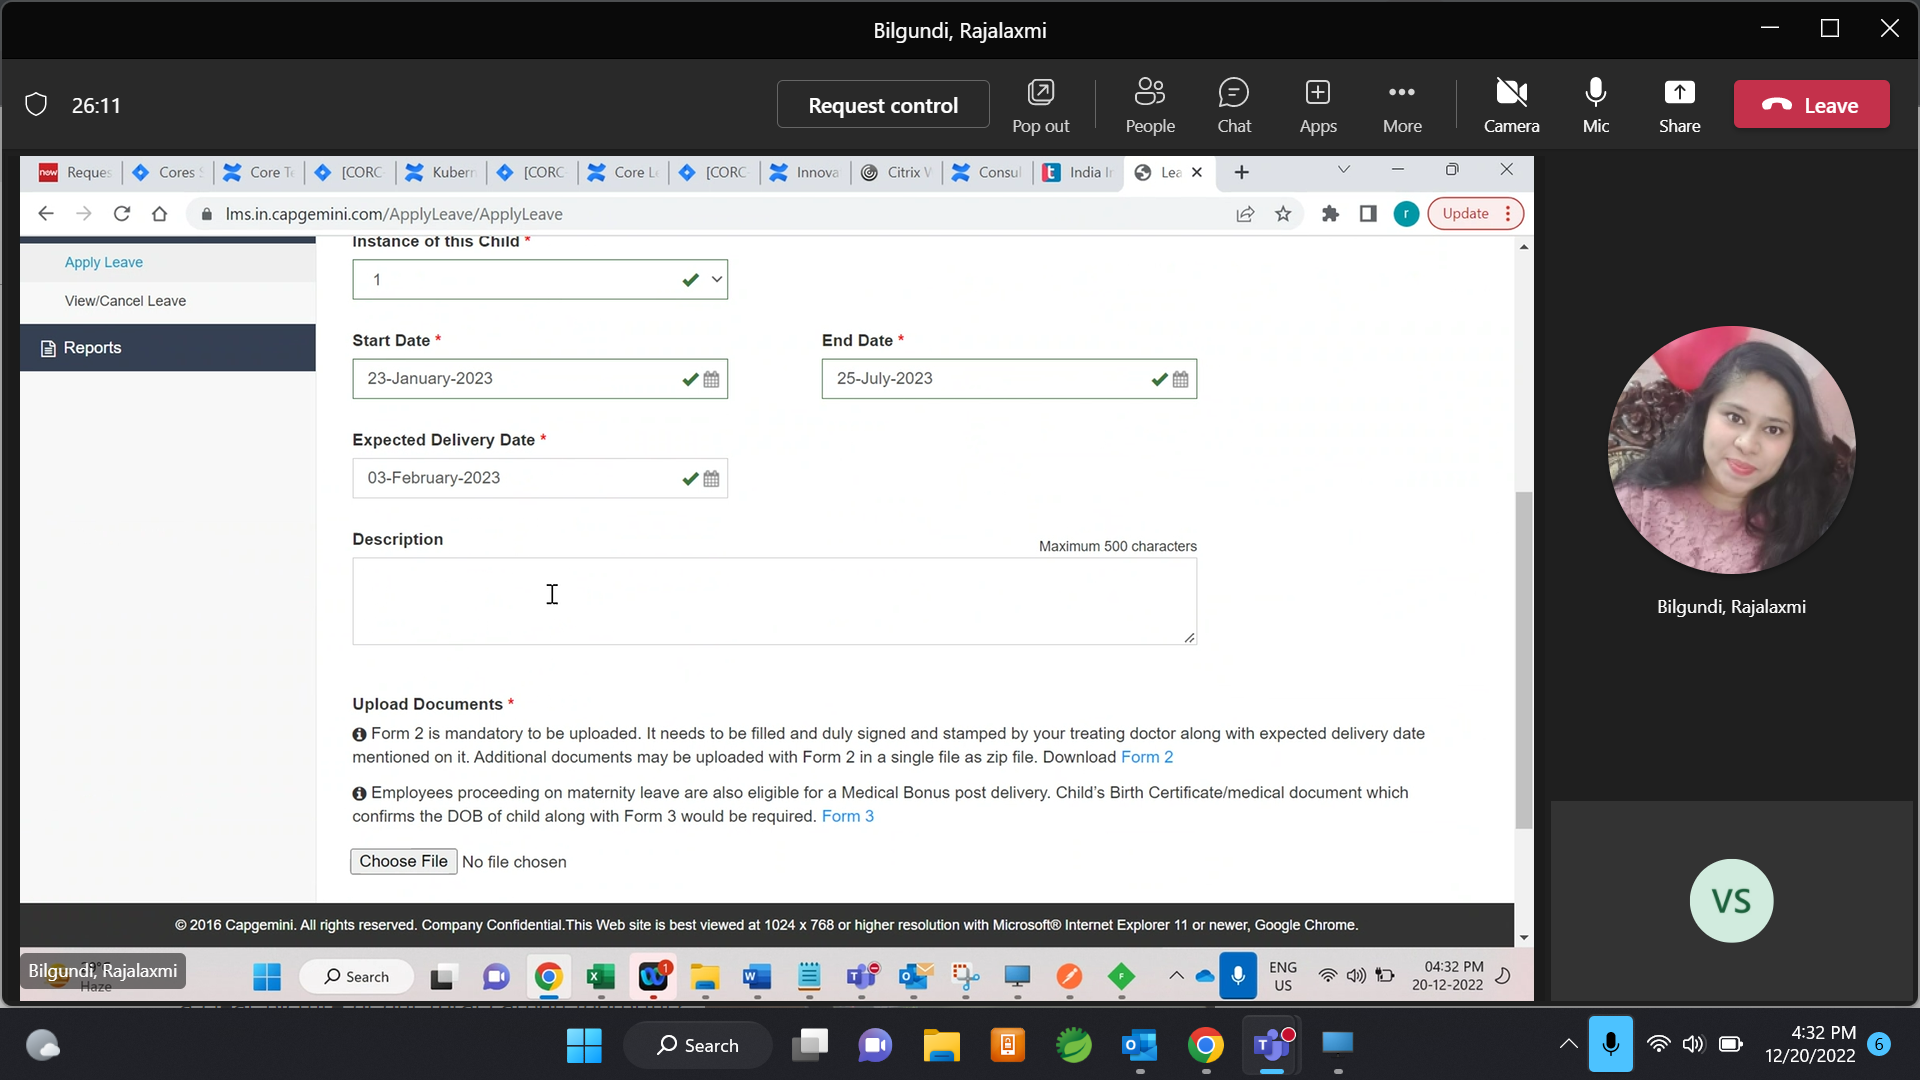 Bilgundi, Rajalaxmi
26:11
Request control
Pop out
People
Chat
Apps
More
Camera
Mic
Share
Leave
now Reques
Cores
Core T
[CORC-
Kubern
[CORC-
Core L
[CORC-
Innova
Citrix
Consul
t India I
Lea
lms.in.capgemini.com/ApplyLeave/ApplyLeave
r
Update
Apply Leave
View/Cancel Leave
Reports
Instance of this Child *
1
Start Date *
End Date *
23-January-2023
25-July-2023
Expected Delivery Date *
03-February-2023
Description
Maximum 500 characters
Upload Documents *
Form 2 is mandatory to be uploaded. It needs to be filled and duly signed and stamped by your treating doctor along with expected delivery date
mentioned on it. Additional documents may be uploaded with Form 2 in a single file as zip file. Download Form 2
Employees proceeding on maternity leave are also eligible for a Medical Bonus post delivery. Child's Birth Certificate/medical document which
confirms the DOB of child along with Form 3 would be required. Form 3
Choose File No file chosen
© 2016 Capgemini. All rights reserved. Company Confidential.This Web site is best viewed at 1024 x 768 or higher resolution with Microsoft® Internet Explorer 11 or newer, Google Chrome.
Bilgundi, Rajalaxmi
VS
Bilgundi, Rajalaxmi
Haze
Search
1
ENG
US
04:32 PM
20-12-2022
Search
4:32 PM
12/20/2022
6